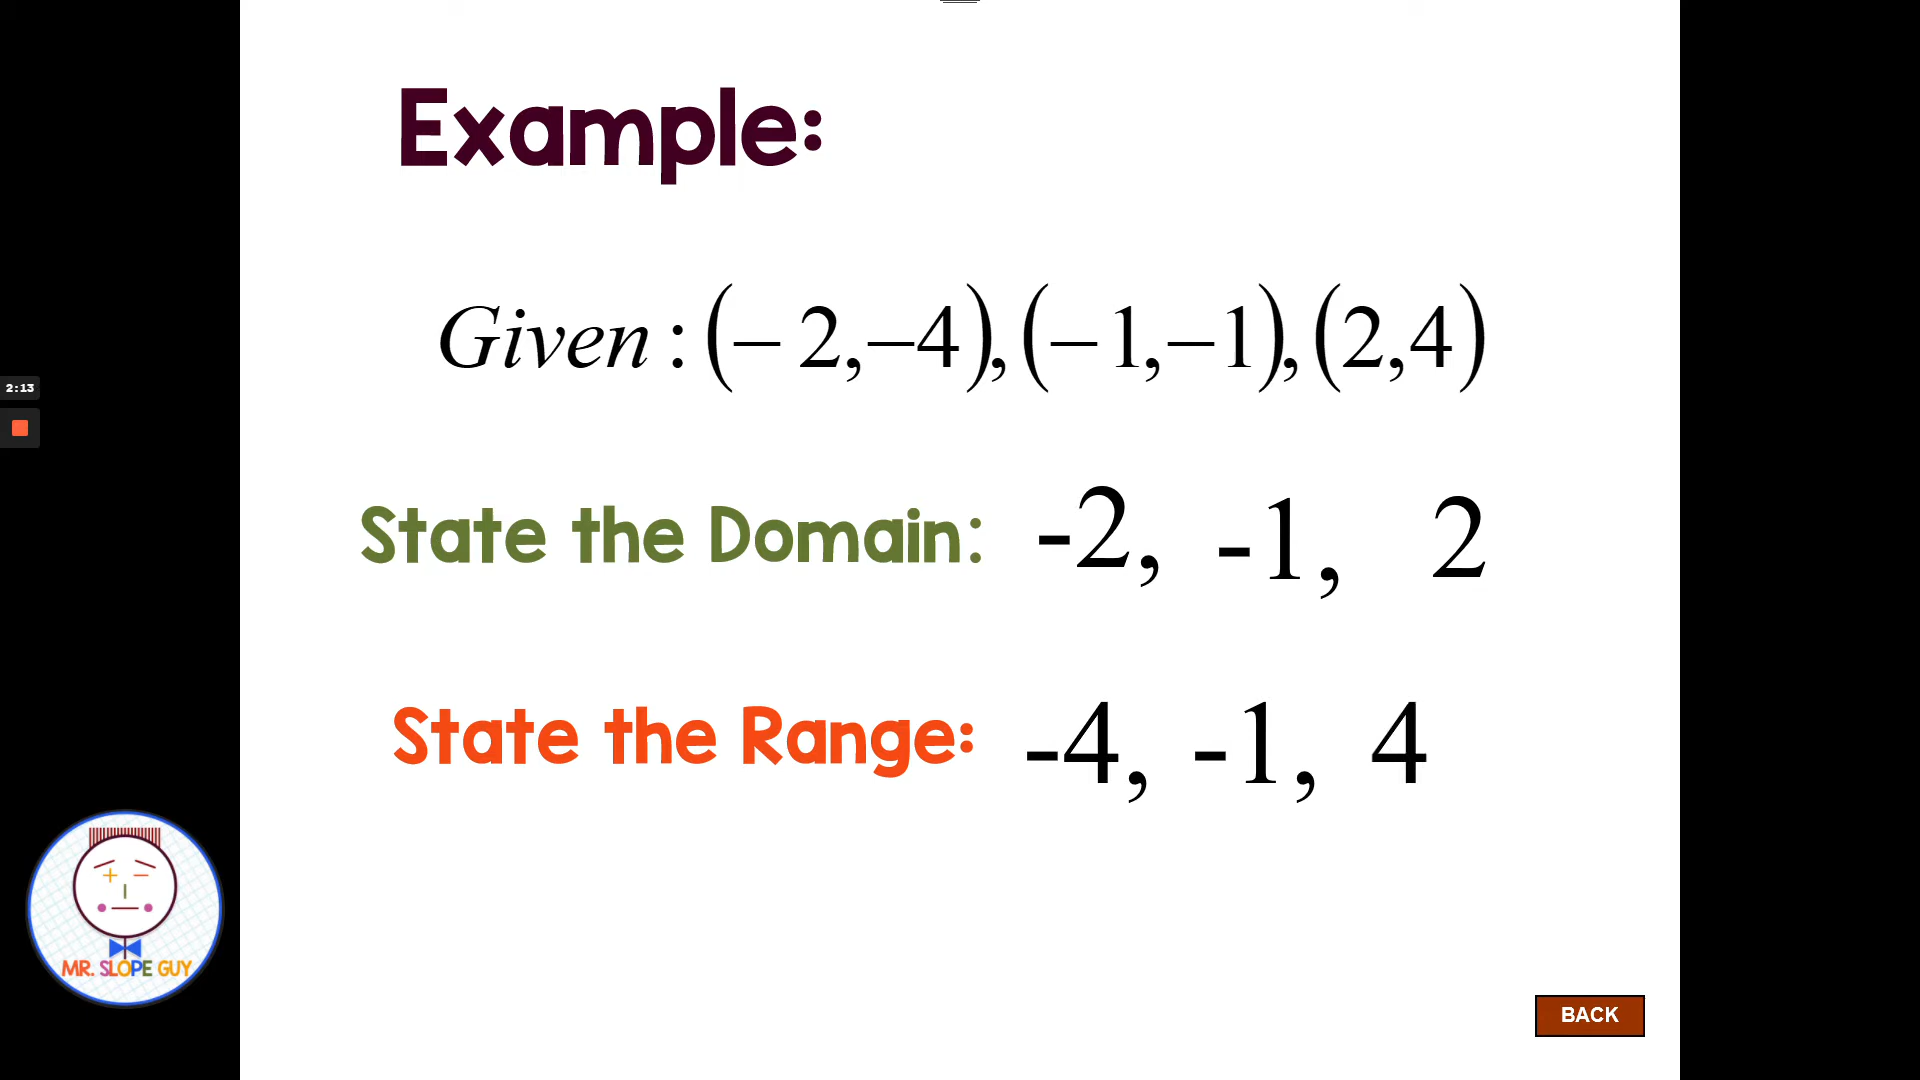 Example:
Given : (− 2,−4), (−1,−1), (2,4)
2:13
State the Domain: -2, -1, 2
State the Range: -4, -1, 4
MR. SLOPE GUY
BACK